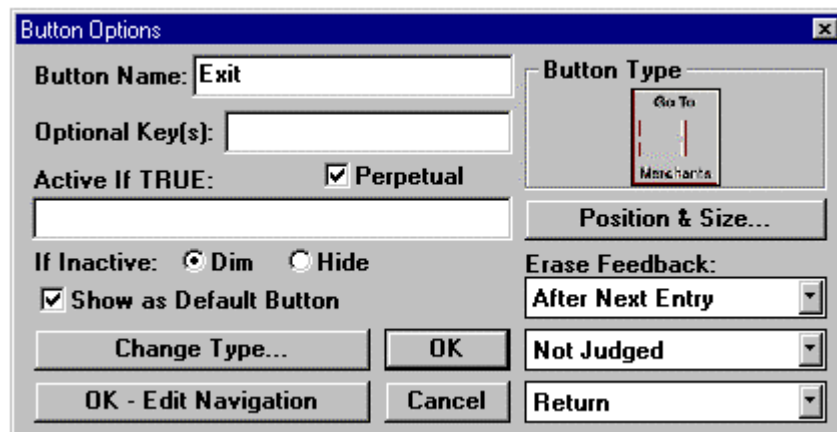 Button Options
Button Name: Exit
Optional Key(s):
Active If TRUE: Perpetual
If Inactive: Dim Hide
Show as Default Button
Change Type... OK
OK - Edit Navigation Cancel
Button Type
Go To
Merchants
Position & Size...
Erase Feedback:
After Next Entry
Not Judged
Return